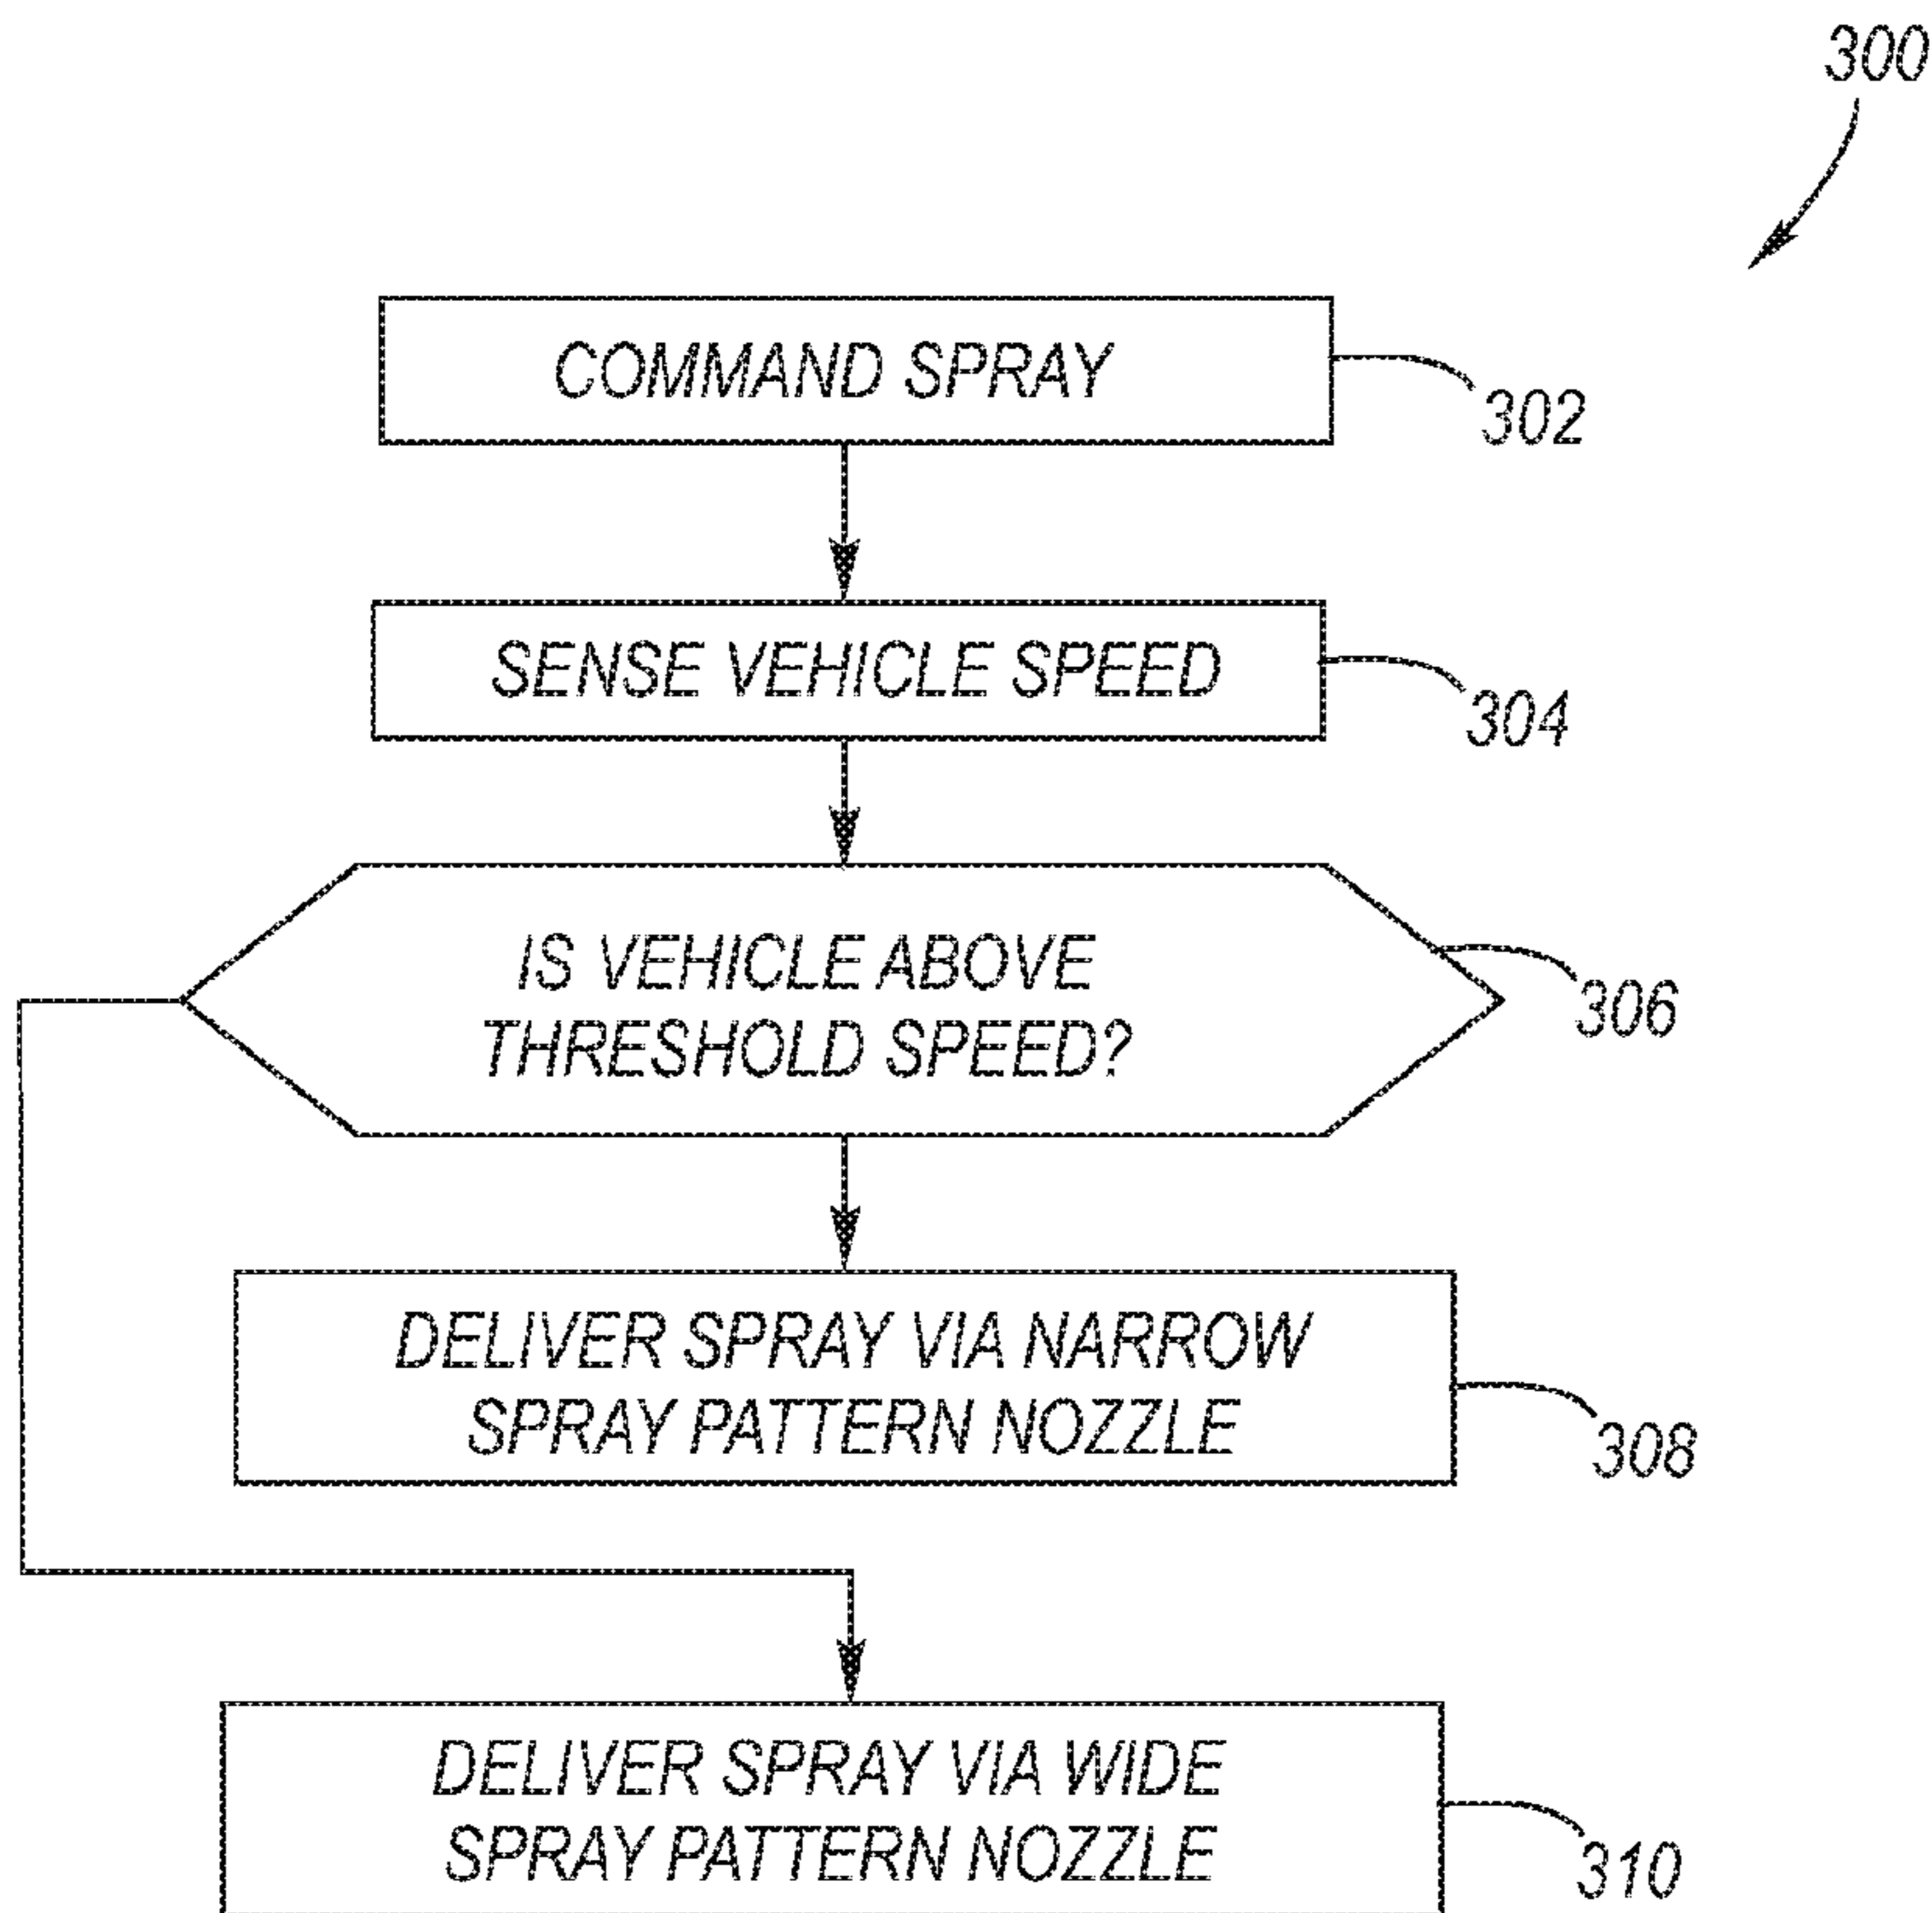 300
COMMAND SPRAY
302
SENSE VEHICLE SPEED
304
IS VEHICLE ABOVE
THRESHOLD SPEED?
306
DELIVER SPRAY VIA NARROW
SPRAY PATTERN NOZZLE
308
DELIVER SPRAY VIA WIDE
SPRAY PATTERN NOZZLE
310